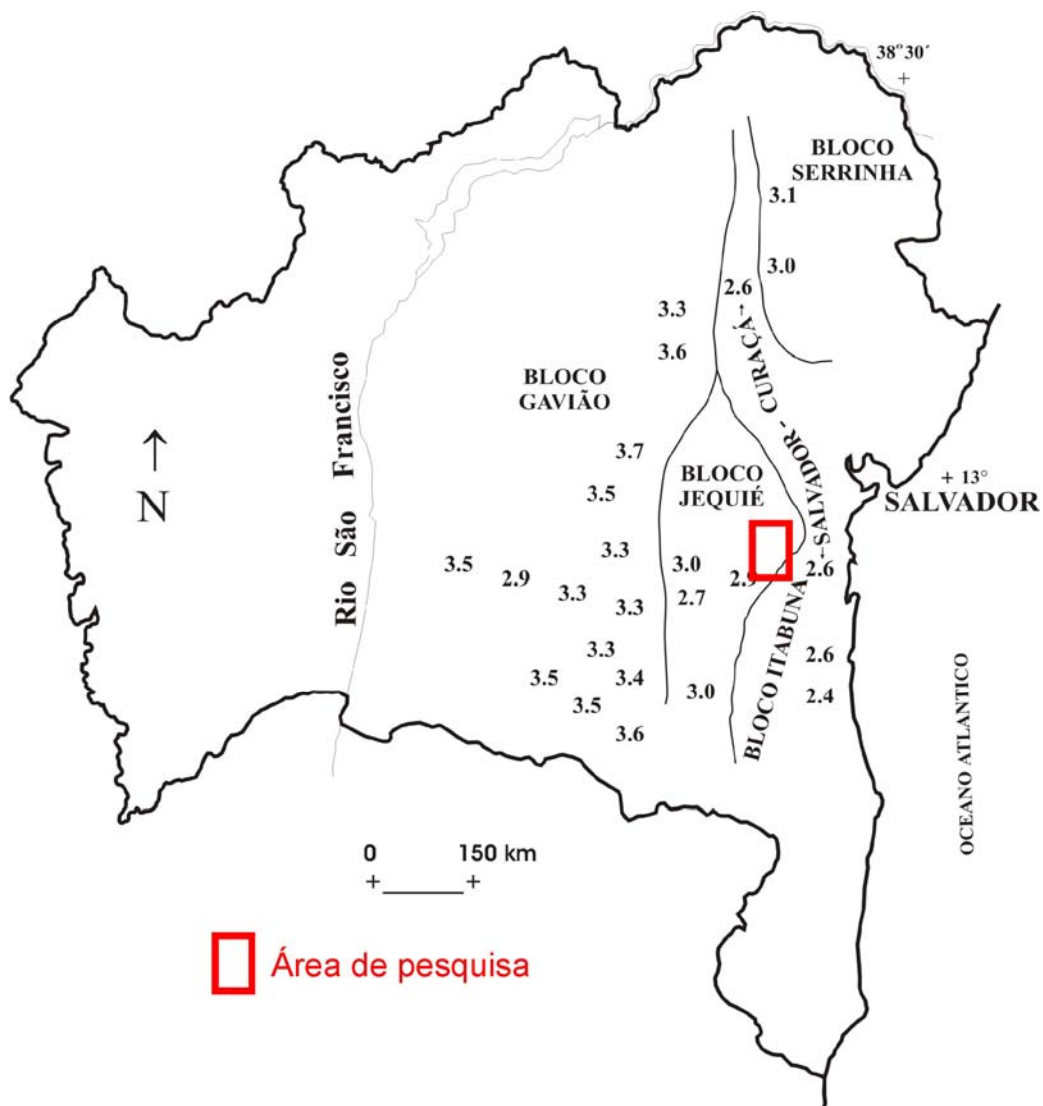 38°30´
+
BLOCO
SERRINHA
3.1
3.0
2.6
3.3
3.6
BLOCO
GAVIÃO
BLOCO ITABUNA ←SALVADOR - CURAÇÁ→
Rio São Francisco
3.7
BLOCO
JEQUIÉ
3.5
+ 13°
SALVADOR
N
3.3
3.5
2.9
3.0
2.9
2.6
3.3
3.3
2.7
3.3
2.6
3.5
3.4
3.0
2.4
3.5
3.6
OCEANO ATLANTICO
0 150 km
+ +
Área de pesquisa